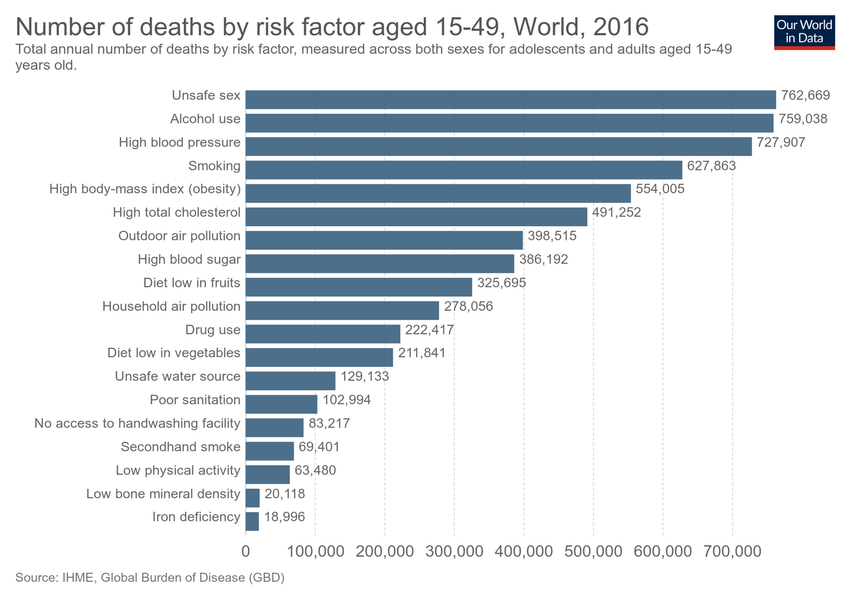 Number of deaths by risk factor aged 15-49, World, 2016
Our World
in Data
Total annual number of deaths by risk factor, measured across both sexes for adolescents and adults aged 15-49
years old.
Unsafe sex 762,669
Alcohol use 759,038
High blood pressure 727,907
Smoking 627,863
High body-mass index (obesity) 554,005
High total cholesterol 491,252
Outdoor air pollution 398,515
High blood sugar 386,192
Diet low in fruits 325,695
Household air pollution 278,056
Drug use 222,417
Diet low in vegetables 211,841
Unsafe water source 129,133
Poor sanitation 102,994
No access to handwashing facility 83,217
Secondhand smoke 69,401
Low physical activity 63,480
Low bone mineral density 20,118
Iron deficiency 18,996
0 100,000 200,000 300,000 400,000 500,000 600,000 700,000
Source: IHME, Global Burden of Disease (GBD)